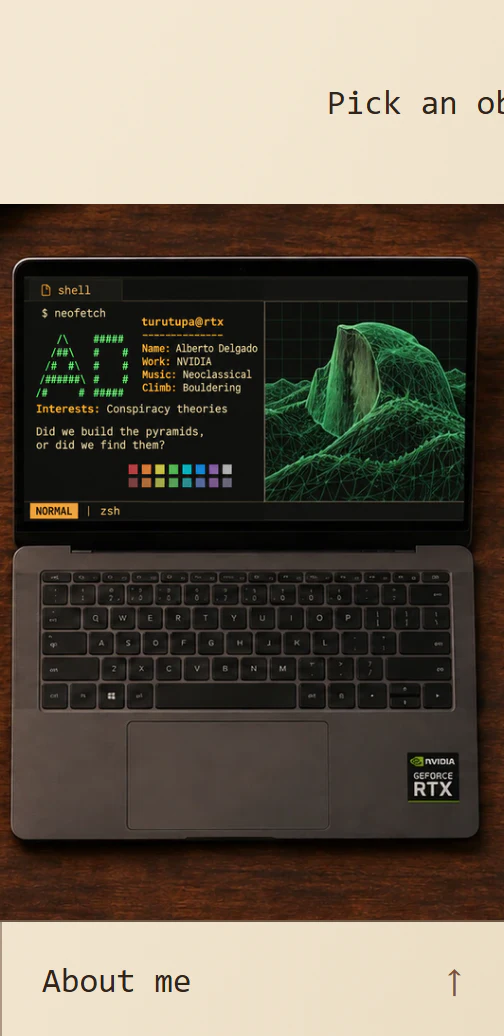 Pick an ob
shell
$ neofetch
/\ #####
/##\ # #
/# \ # #
/######\ # #
/# # #####
turutupa@rtx
--------------
Name: Alberto Delgado
Work: NVIDIA
Music: Neoclassical
Climb: Bouldering
Interests: Conspiracy theories
Did we build the pyramids,
or did we find them?
NORMAL | zsh
Q W E R T Y U I O P
A S D F G H J K L
Z X C V B N M
NVIDIA
GEFORCE
RTX
About me ↑